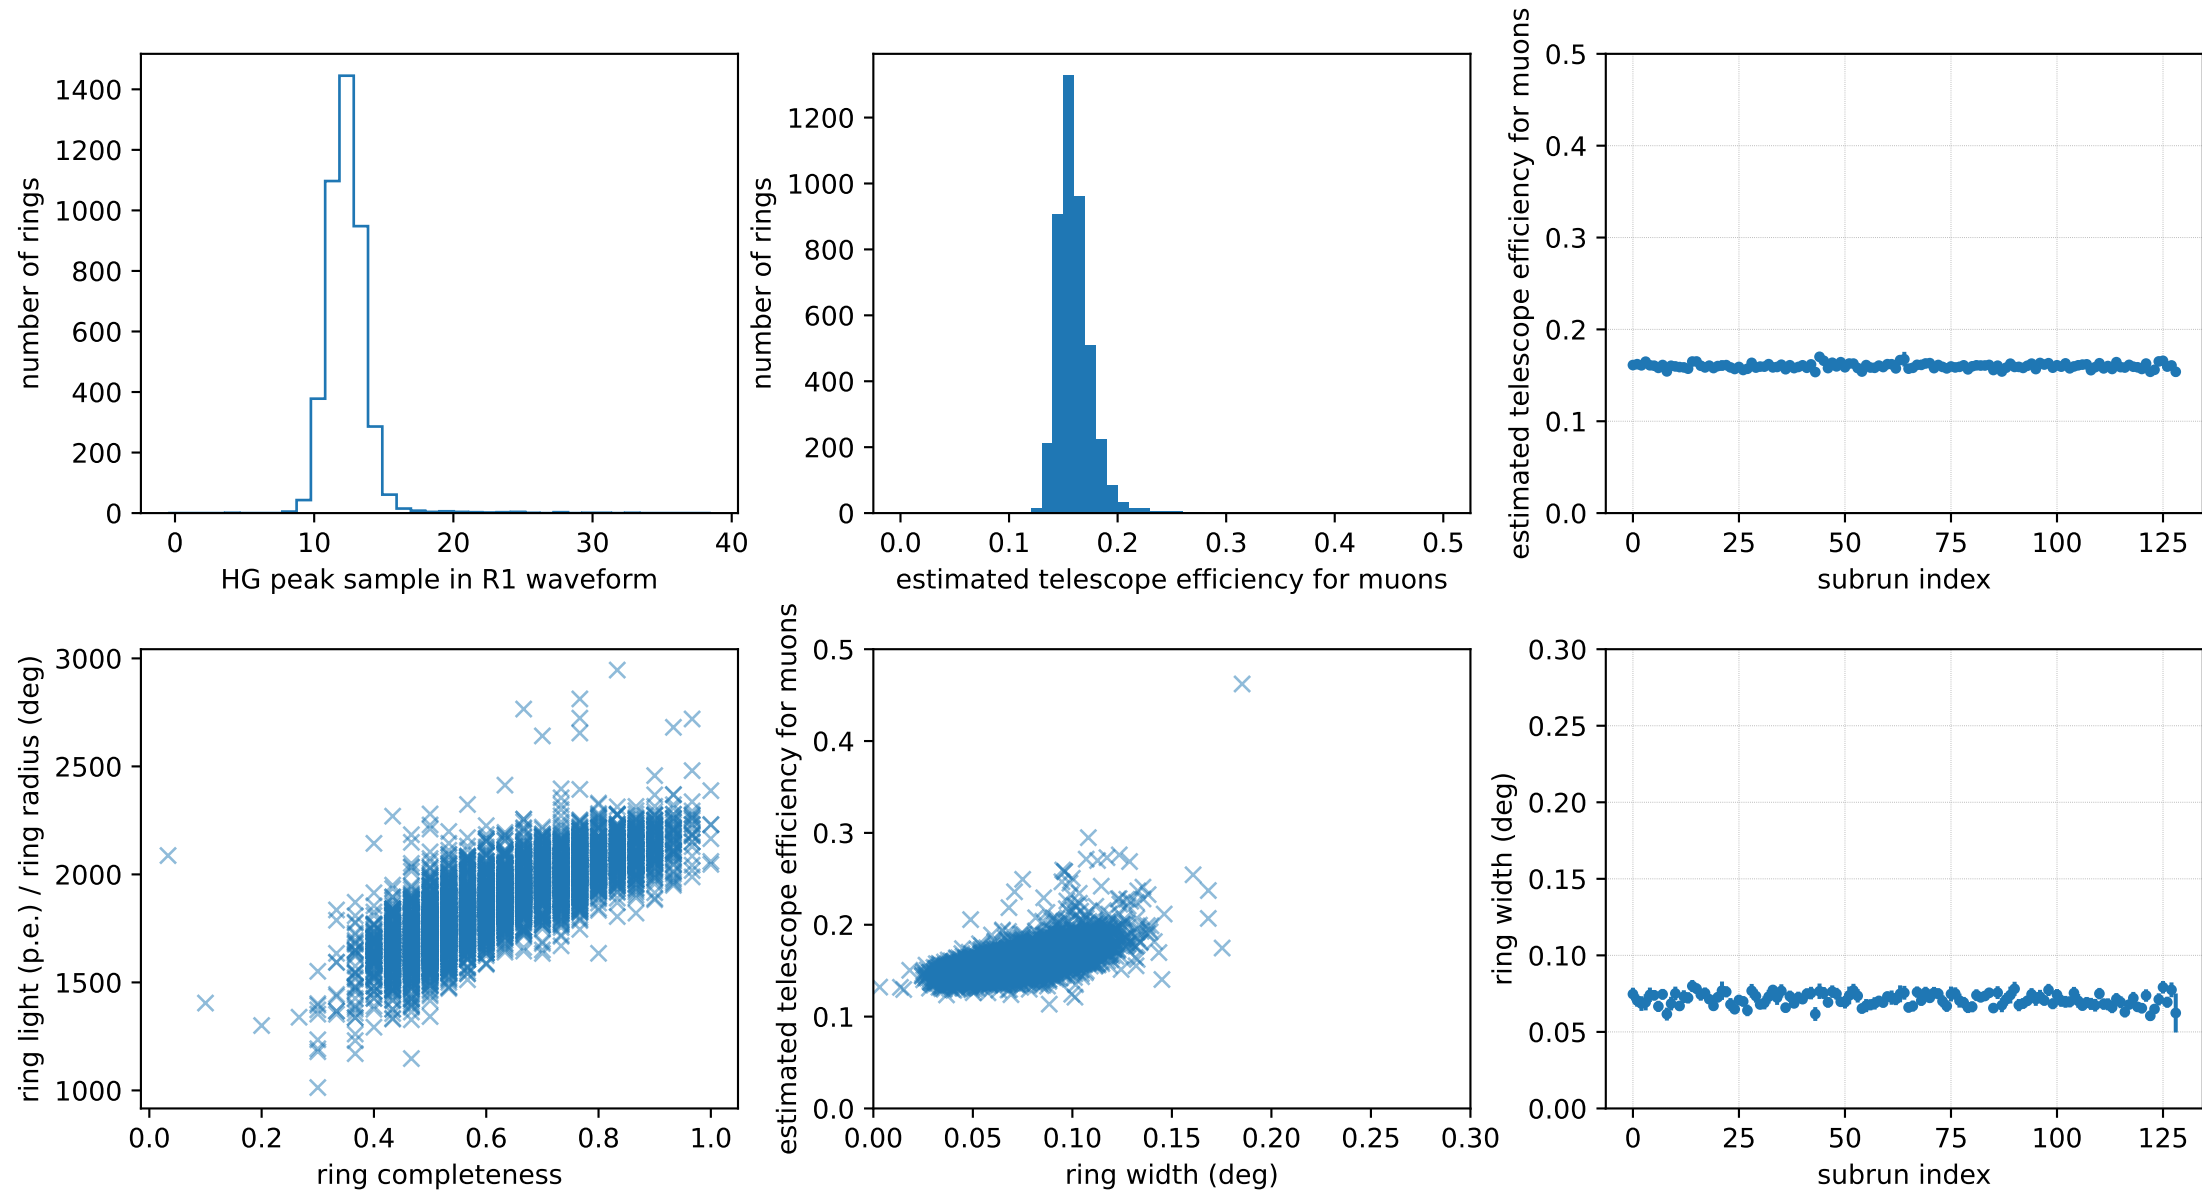 number of rings
1400
1200
1000
800
600
400
200
0
0 10 20 30 40
HG peak sample in R1 waveform
number of rings
1200
1000
800
600
400
200
0
0.0 0.1 0.2 0.3 0.4 0.5
estimated telescope efficiency for muons
estimated telescope efficiency for muons
0.5
0.4
0.3
0.2
0.1
0.0
0 25 50 75 100 125
subrun index
ring light (p.e.) / ring radius (deg)
3000
2500
2000
1500
1000
0.0 0.2 0.4 0.6 0.8 1.0
ring completeness
estimated telescope efficiency for muons
0.5
0.4
0.3
0.2
0.1
0.0
0.00 0.05 0.10 0.15 0.20 0.25 0.30
ring width (deg)
ring width (deg)
0.30
0.25
0.20
0.15
0.10
0.05
0.00
0 25 50 75 100 125
subrun index